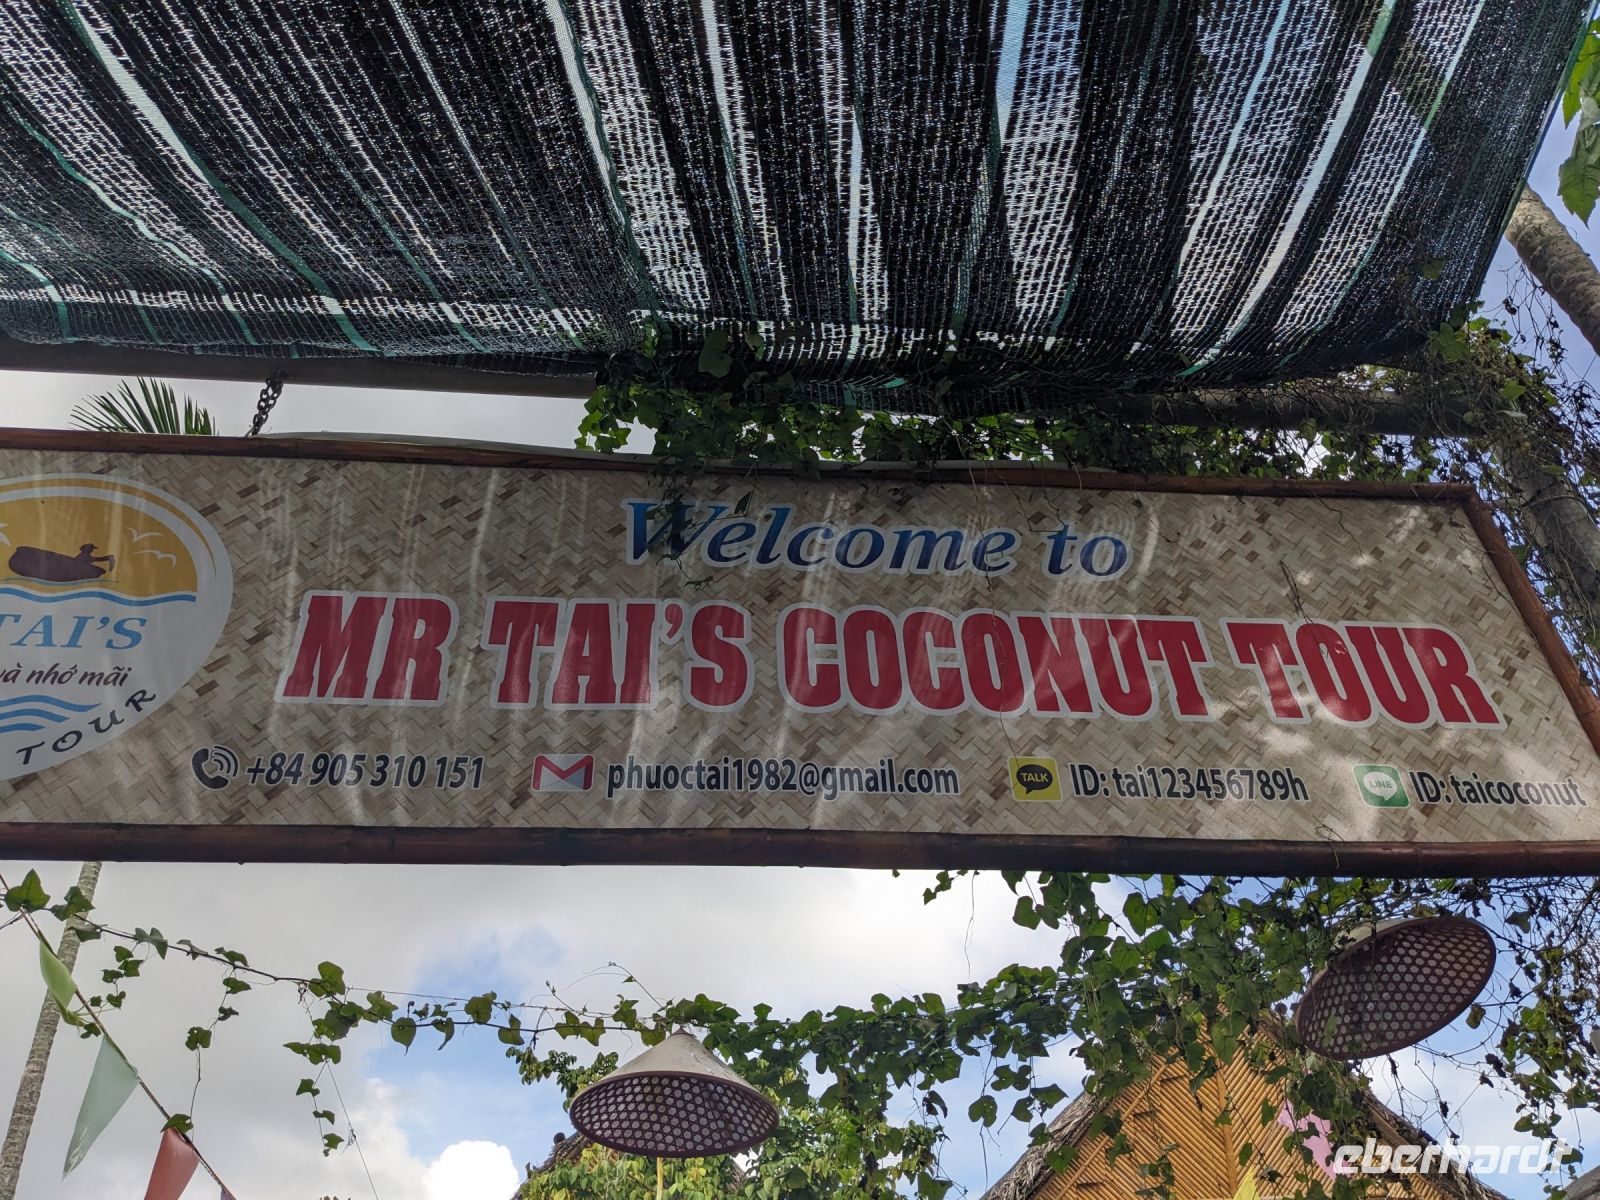 Welcome to
MR TAI'S COCONUT TOUR
TAI'S
và nhớ mãi
TOUR
+84 905 310 151
phuoctai1982@gmail.com
TALK
ID: tai123456789h
LINE
ID: taicoconut
eberhardt